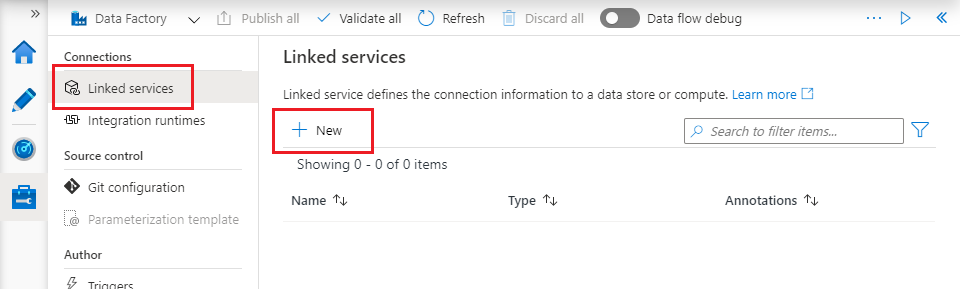 Data Factory Publish all Validate all Refresh Discard all Data flow debug
Connections
Linked services
Integration runtimes
Source control
Git configuration
Parameterization template
Author
Triggers
Linked services
Linked service defines the connection information to a data store or compute. Learn more
New
Search to filter items...
Showing 0 - 0 of 0 items
Name Type Annotations